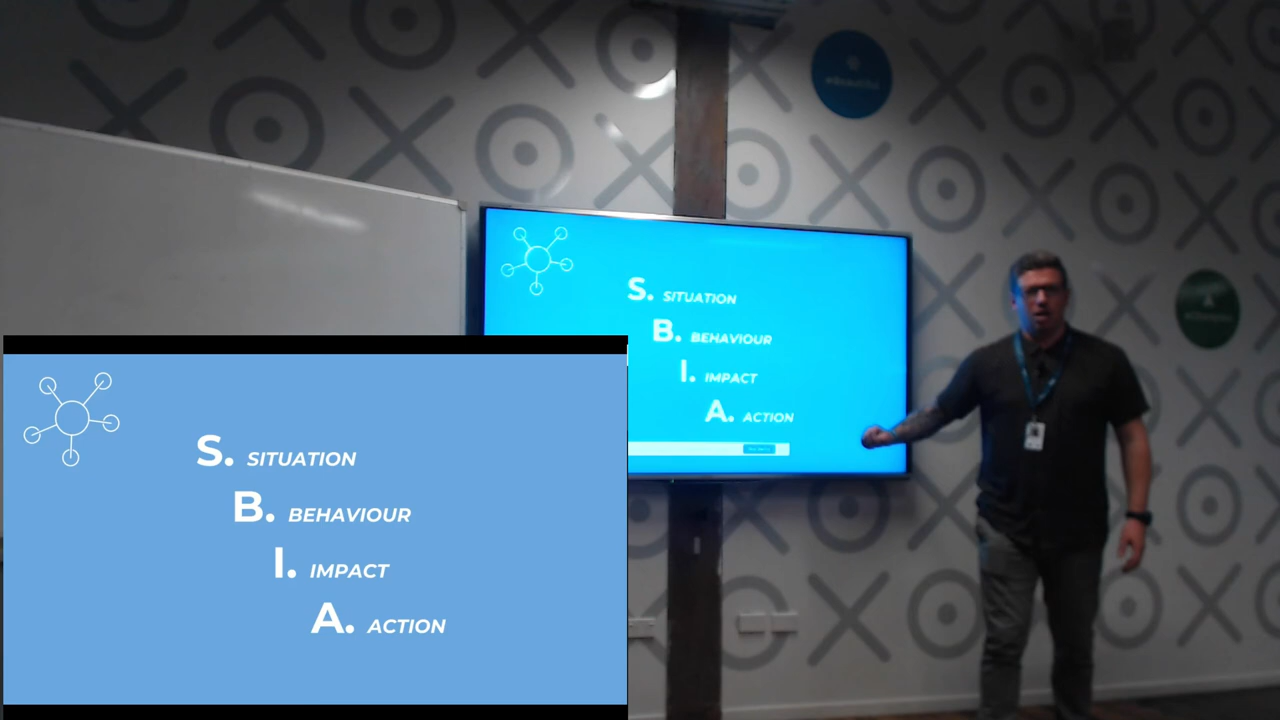 S. SITUATION
B. BEHAVIOUR
I. IMPACT
A. ACTION
S. SITUATION
B. BEHAVIOUR
I. IMPACT
A. ACTION